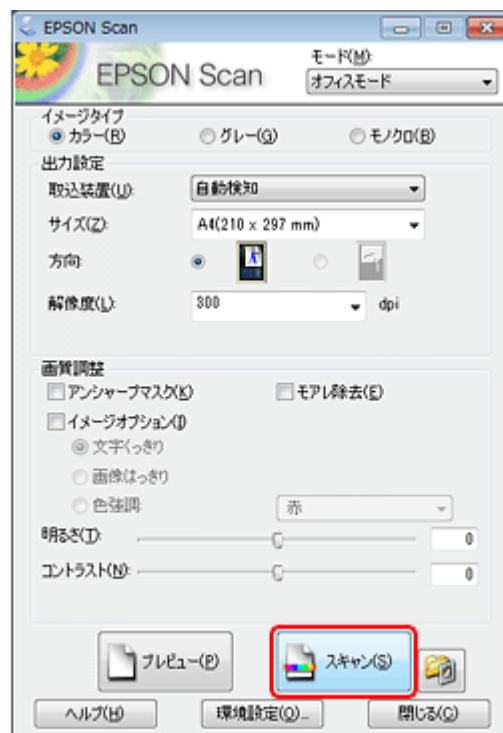 EPSON Scan
EPSON Scan
モード(M):
オフィスモード
イメージタイプ
カラー(R) グレー(G) モノクロ(B)
出力設定
取込装置(U): 自動検知
サイズ(Z): A4(210 x 297 mm)
方向:
解像度(L): 300 dpi
画質調整
アンシャープマスク(K) モアレ除去(E)
イメージオプション(I)
文字くっきり
画像はっきり
色強調: 赤
明るさ(T): 0
コントラスト(N): 0
プレビュー(P) スキャン(S)
ヘルプ(H) 環境設定(O)... 閉じる(C)